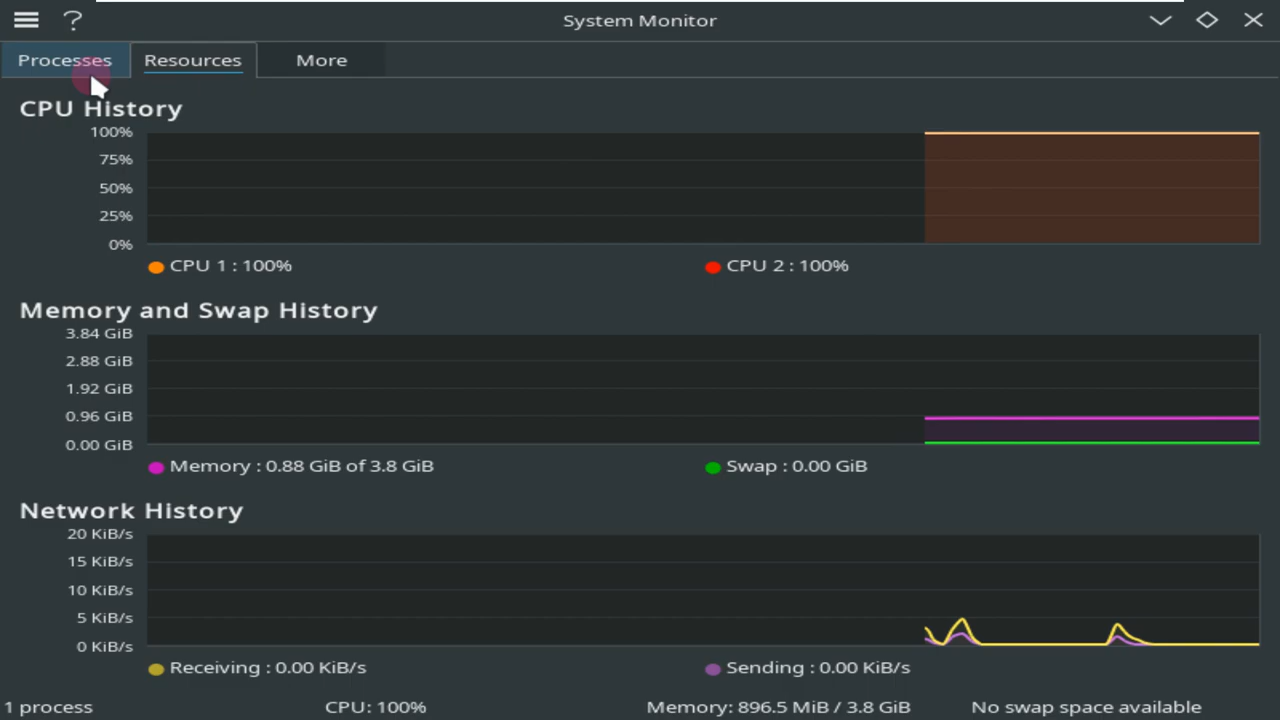 ? System Monitor
Processes Resources More
CPU History
100%
75%
50%
25%
0%
CPU 1 : 100% CPU 2 : 100%
Memory and Swap History
3.84 GiB
2.88 GiB
1.92 GiB
0.96 GiB
0.00 GiB
Memory : 0.88 GiB of 3.8 GiB Swap : 0.00 GiB
Network History
20 KiB/s
15 KiB/s
10 KiB/s
5 KiB/s
0 KiB/s
Receiving : 0.00 KiB/s Sending : 0.00 KiB/s
1 process CPU: 100% Memory: 896.5 MiB / 3.8 GiB No swap space available